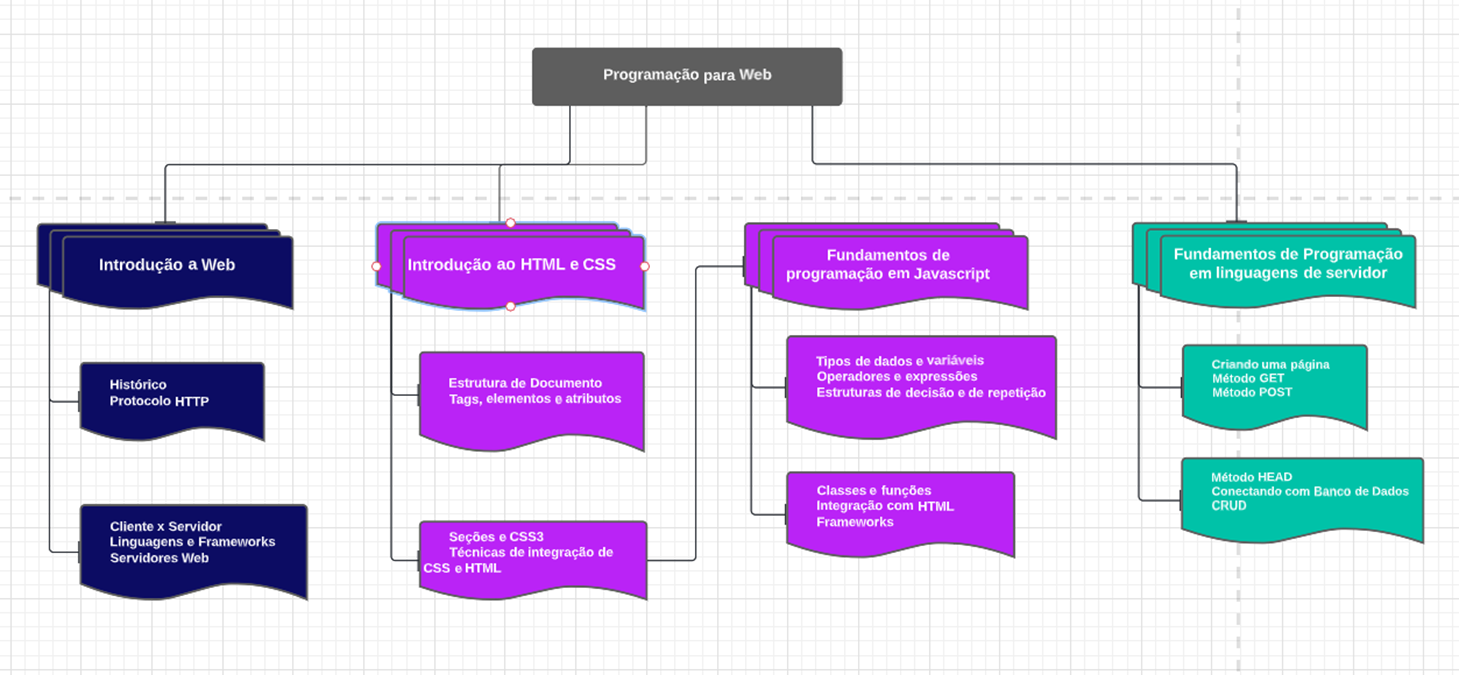 Programação para Web
Introdução a Web
Histórico
Protocolo HTTP
Cliente x Servidor
Linguagens e Frameworks
Servidores Web
Introdução ao HTML e CSS
Estrutura de Documento
Tags, elementos e atributos
Seções e CSS3
Técnicas de integração de
CSS e HTML
Fundamentos de
programação em Javascript
Tipos de dados e variáveis
Operadores e expressões
Estruturas de decisão e de repetição
Classes e funções
Integração com HTML
Frameworks
Fundamentos de Programação
em linguagens de servidor
Criando uma página
Método GET
Método POST
Método HEAD
Conectando com Banco de Dados
CRUD